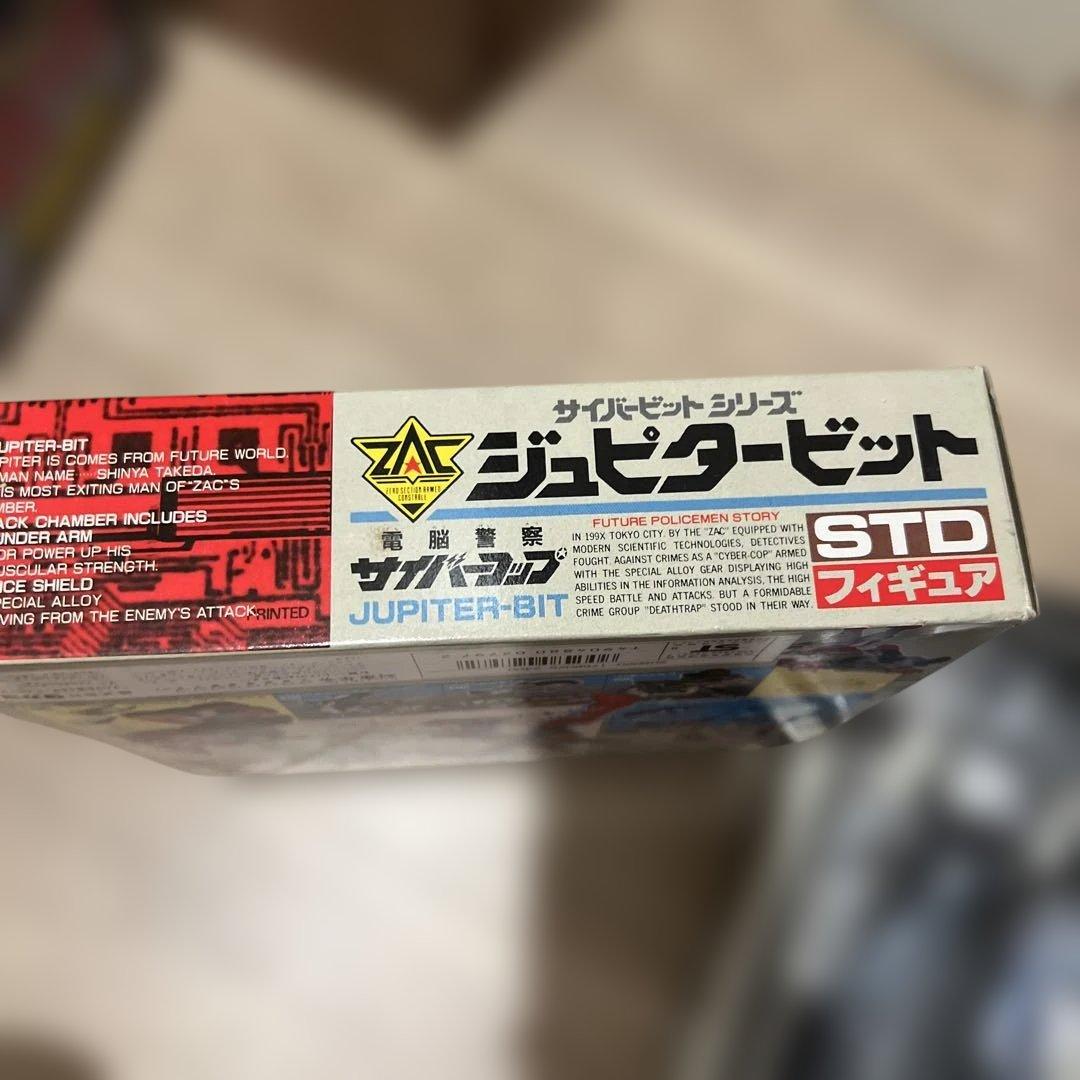 JUPITER-BIT
PITER IS COMES FROM FUTURE WORLD.
MAN NAME ····· SHINYA TAKEDA.
IS MOST EXITING MAN OF "ZAC"S
MBER.
ACK CHAMBER INCLUDES
UNDER ARM
OR POWER UP HIS
USCULAR STRENGTH.
CE SHIELD
PECIAL ALLOY
VING FROM THE ENEMY'S ATTACK.
PRINTED
ZAC
ZERO SECTION ARMED
CONSTABLE
サイバービット シリーズ
ジュピタービット
電脳警察
サイバーコップ
JUPITER-BIT
FUTURE POLICEMEN STORY
IN 199X TOKYO CITY. BY THE "ZAC" EQUIPPED WITH
MODERN SCIENTIFIC TECHNOLOGIES, DETECTIVES
FOUGHT. AGAINST CRIMES AS A "CYBER-COP" ARMED
WITH THE SPECIAL ALLOY GEAR DISPLAYING HIGH
ABILITIES IN THE INFORMATION ANALYSIS, THE HIGH
SPEED BATTLE AND ATTACKS. BUT A FORMIDABLE
CRIME GROUP "DEATHTRAP" STOOD IN THEIR WAY.
STD
フィギュア
ST